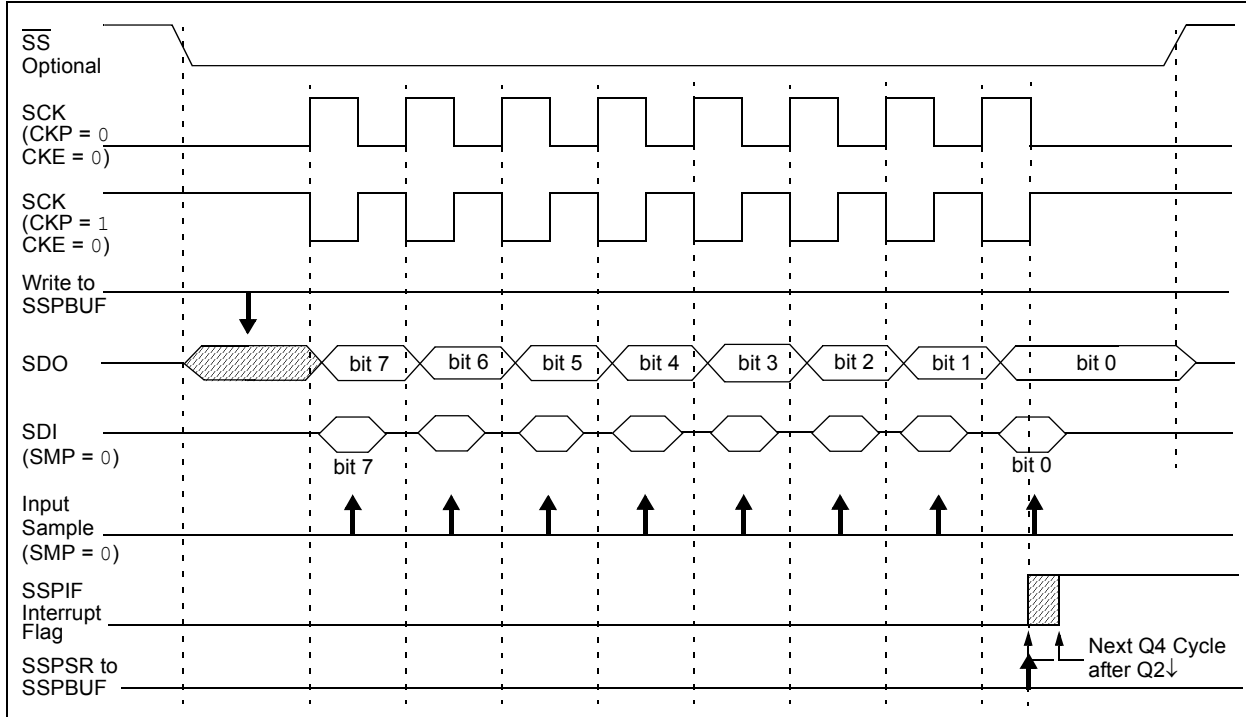 SS
Optional
SCK
(CKP = 0
CKE = 0)
SCK
(CKP = 1
CKE = 0)
Write to
SSPBUF
SDO
bit 7
bit 6
bit 5
bit 4
bit 3
bit 2
bit 1
bit 0
SDI
(SMP = 0)
bit 7
bit 0
Input
Sample
(SMP = 0)
SSPIF
Interrupt
Flag
Next Q4 Cycle
after Q2↓
SSPSR to
SSPBUF